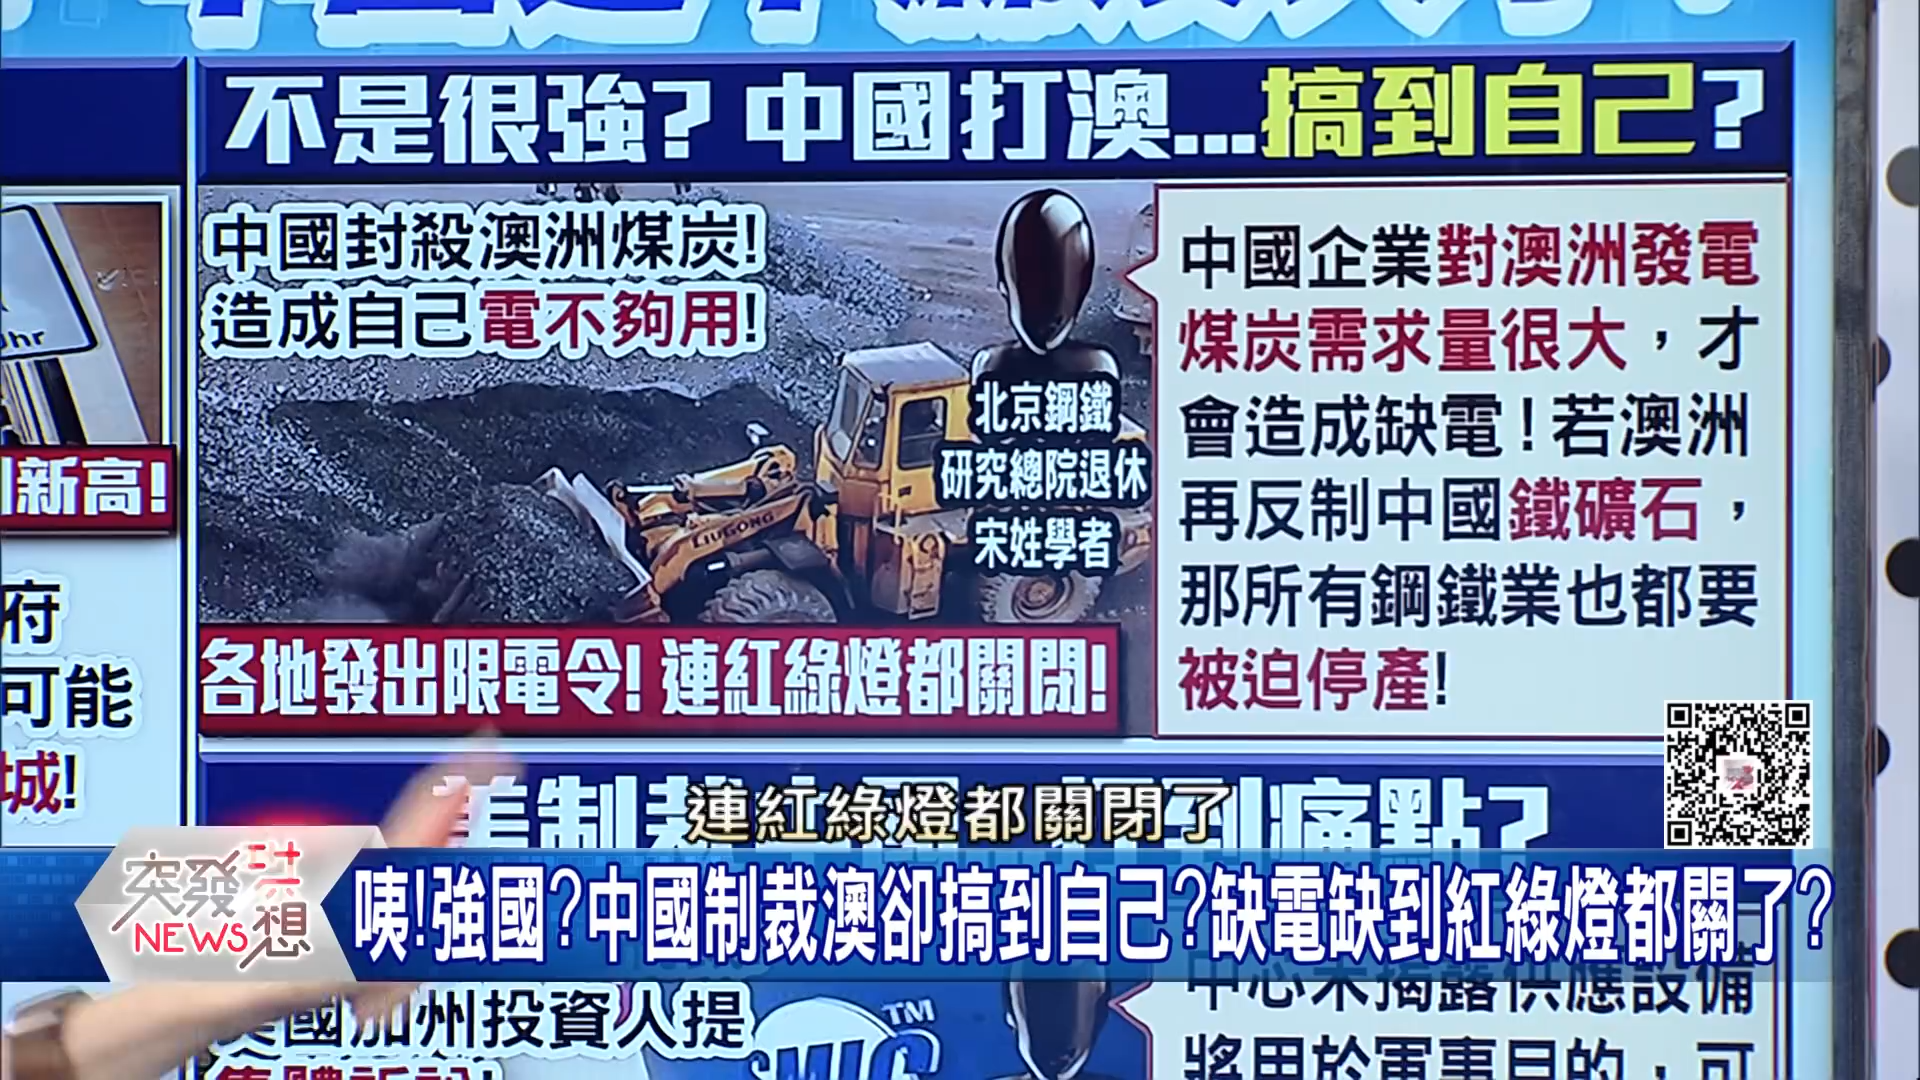 不是很強?中國打澳...搞到自己?
中國封殺澳洲煤炭!
造成自己電不夠用!
北京鋼鐵
研究總院退休
宋姓學者
LIUGONG
各地發出限電令!連紅綠燈都關閉!
中國企業對澳洲發電
煤炭需求量很大,才
會造成缺電!若澳洲
再反制中國鐵礦石,
那所有鋼鐵業也都要
被迫停產!
新高!
府
可能
城!
連紅綠燈都關閉了
痛點?
突發洪想
NEWS
咦!強國?中國制裁澳卻搞到自己?缺電缺到紅綠燈都關了?
國加州投資人提
TM